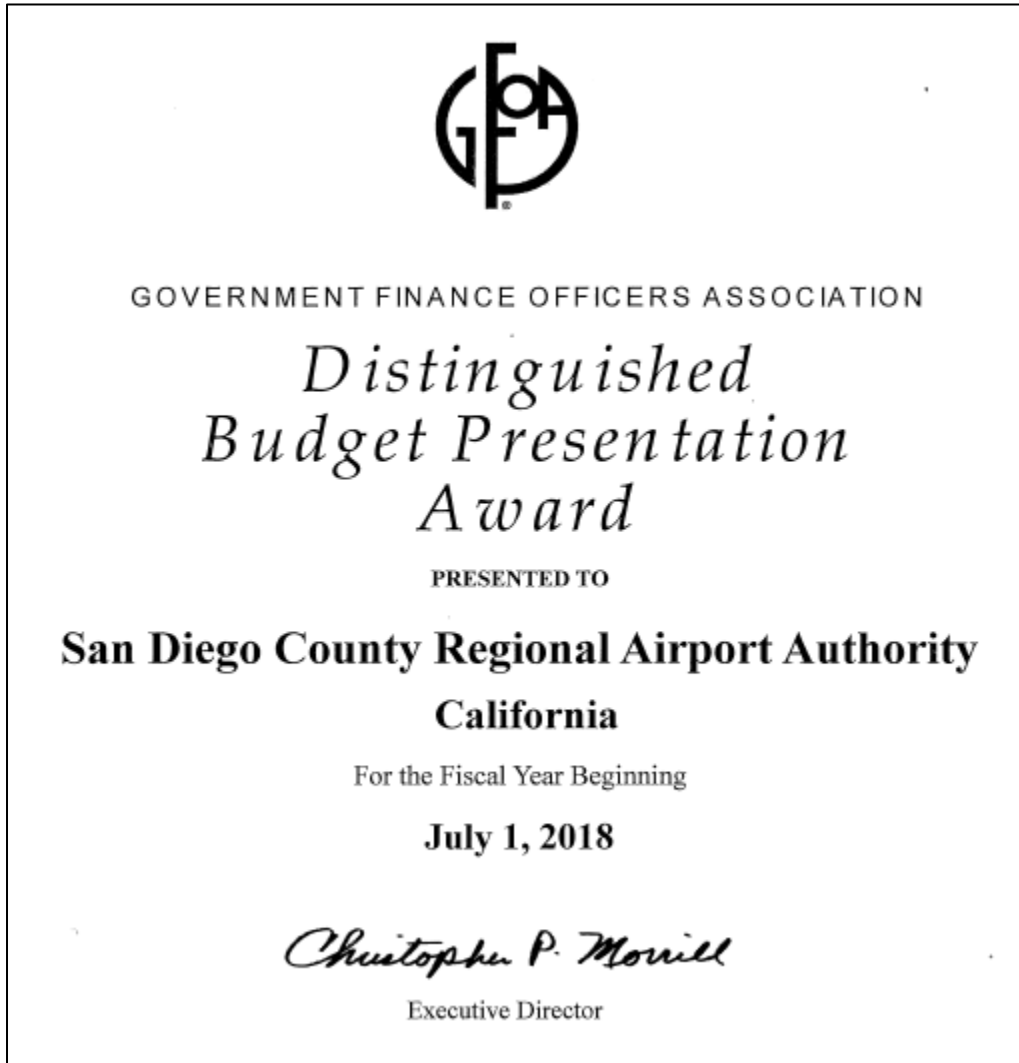 GFOA
®
GOVERNMENT FINANCE OFFICERS ASSOCIATION
Distinguished
Budget Presentation
Award
PRESENTED TO
San Diego County Regional Airport Authority
California
For the Fiscal Year Beginning
July 1, 2018
Christopher P. Morrill
Executive Director